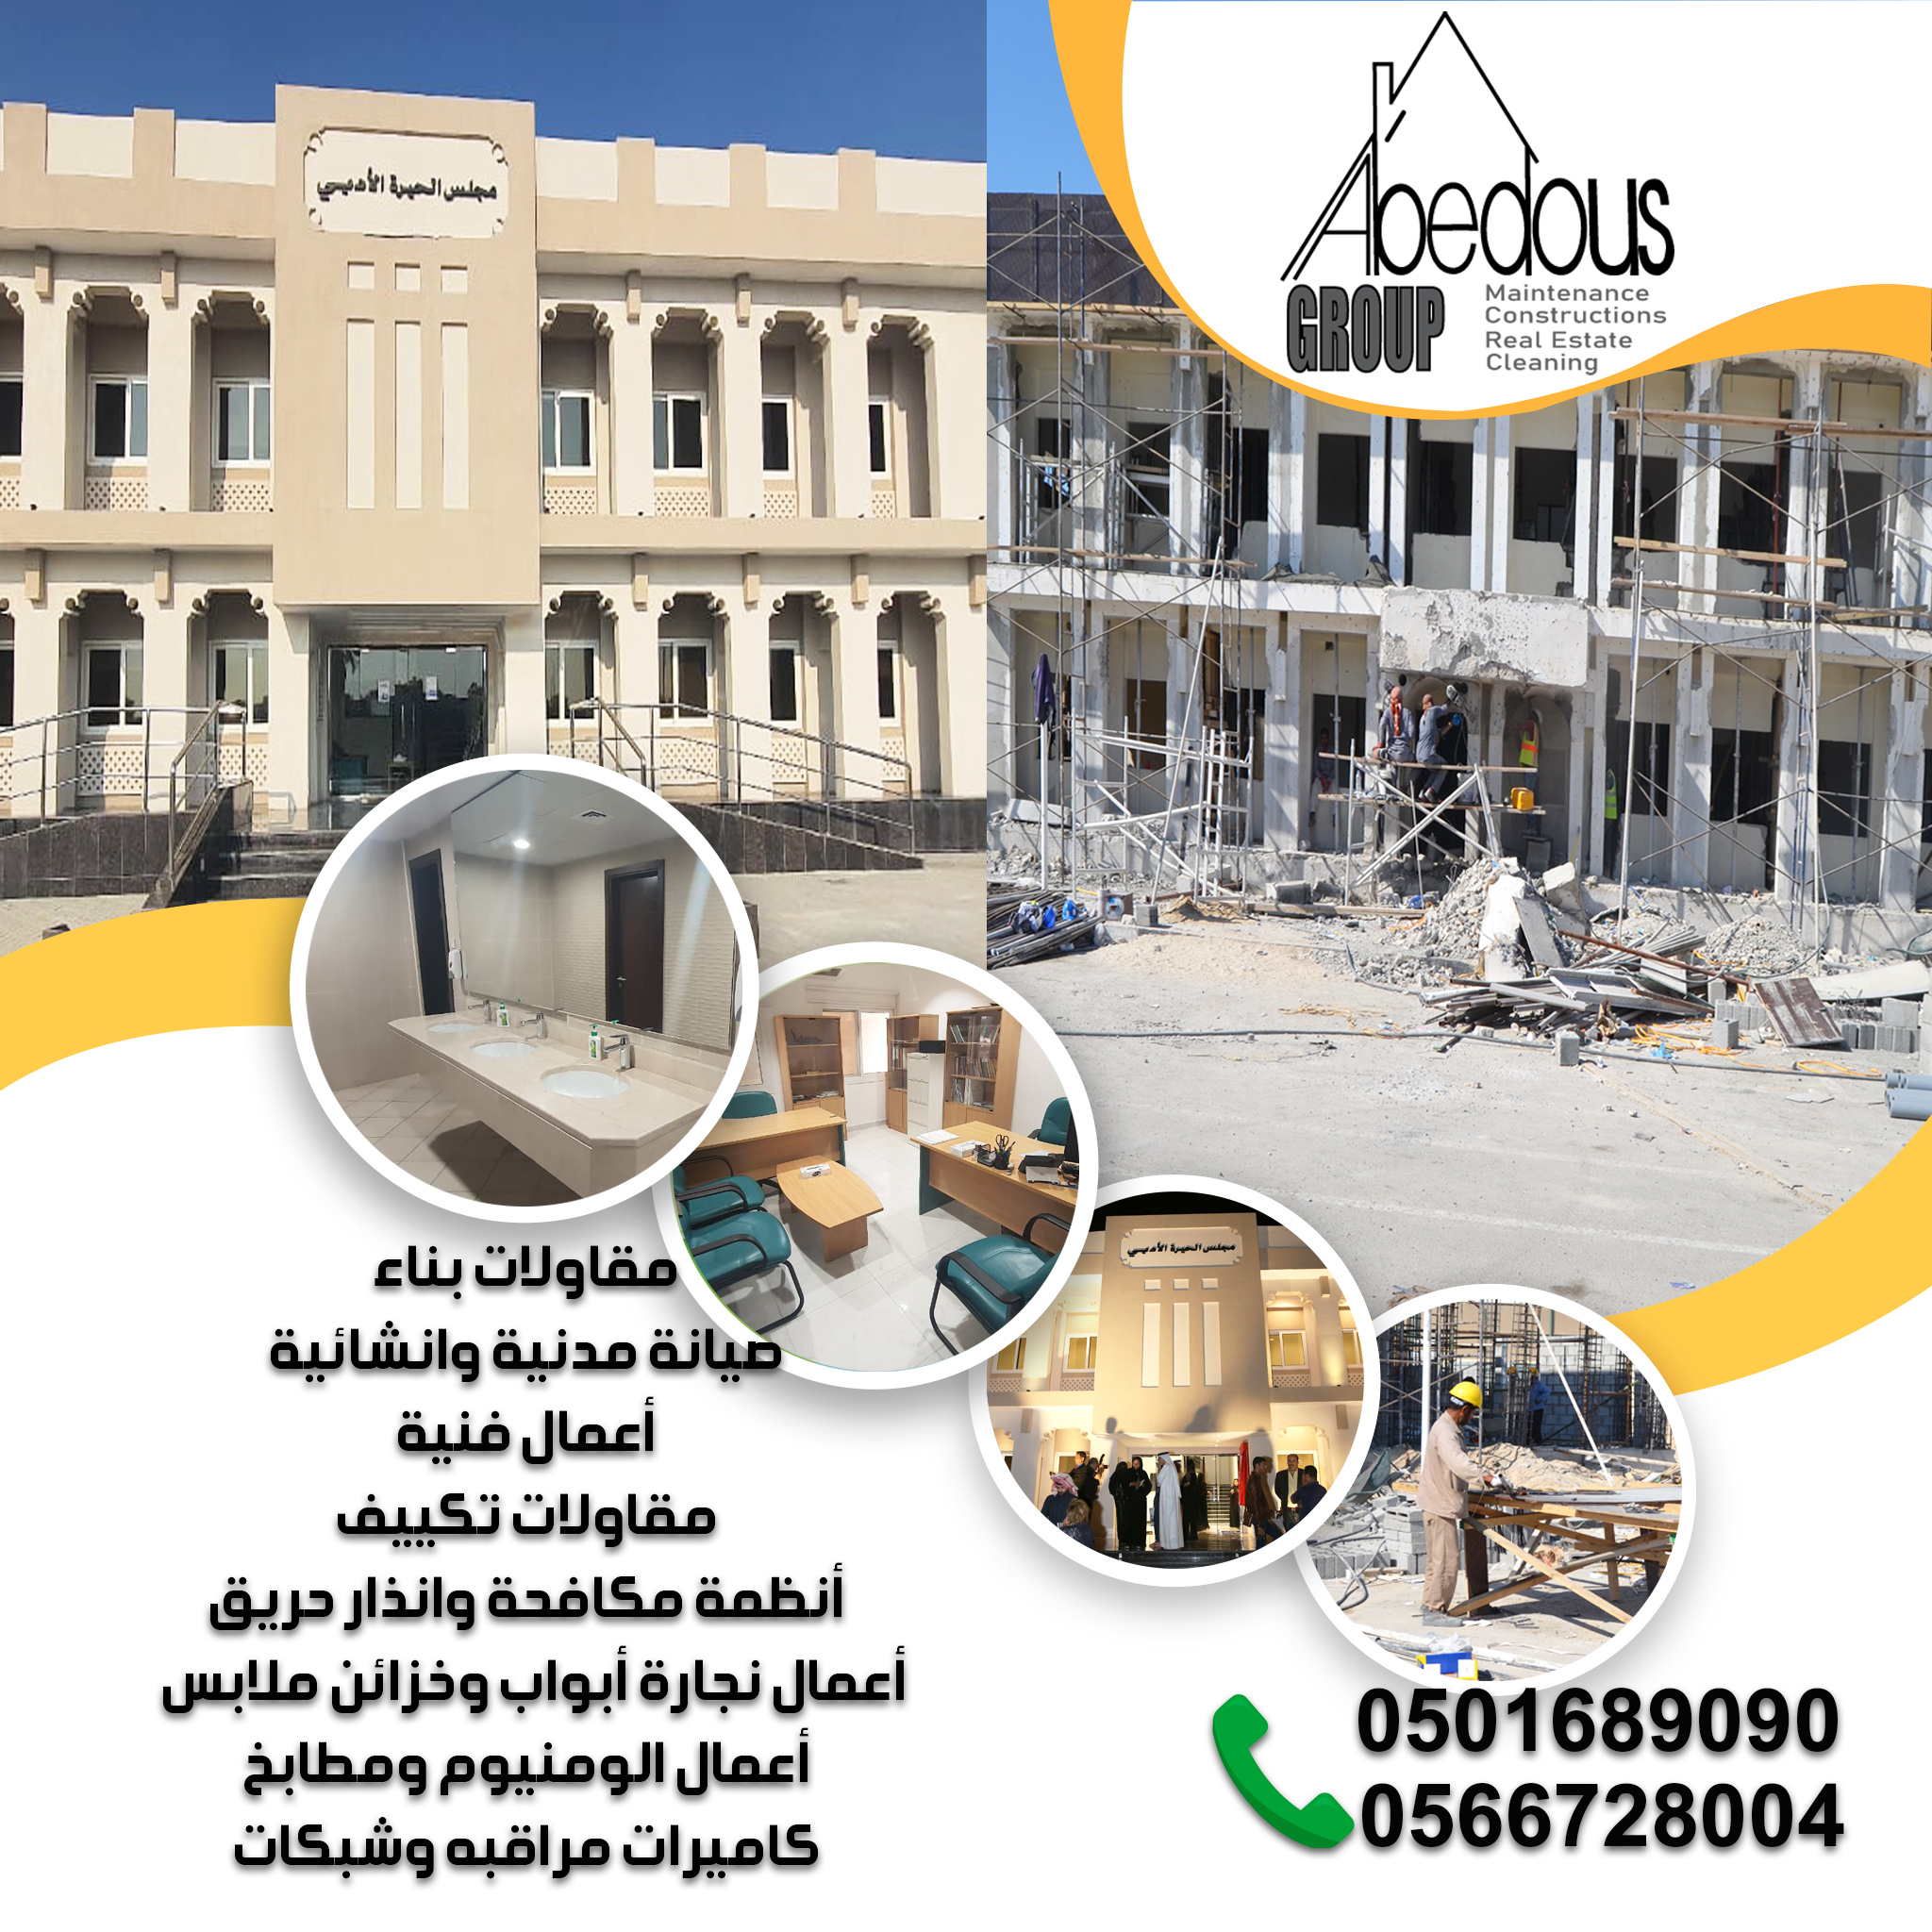 مجلس الحيرة الأدبي
Abedous
GROUP
Maintenance
Constructions
Real Estate
Cleaning
مجلس الحيرة الأدبي
مقاولات بناء
صيانة مدنية وانشائية
أعمال فنية
مقاولات تكييف
أنظمة مكافحة وانذار حريق
أعمال نجارة أبواب وخزائن ملابس
أعمال الومنيوم ومطابخ
كاميرات مراقبه وشبكات
0501689090
0566728004